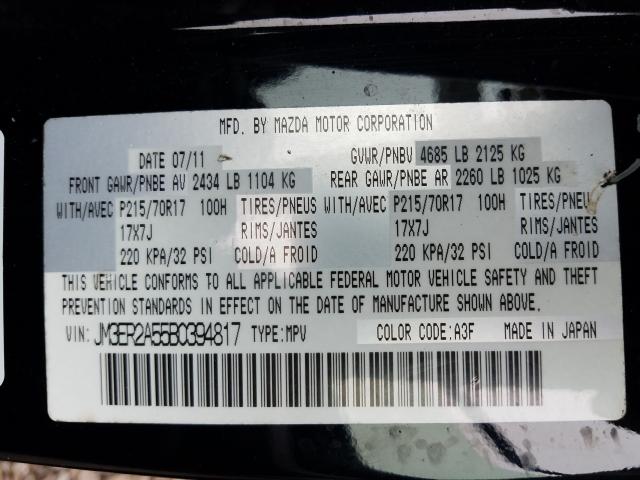 MFD. BY MAZDA MOTOR CORPORATION
DATE 07/11 GVWR/PNBV 4685 LB 2125 KG
FRONT GAWR/PNBE AV 2434 LB 1104 KG REAR GAWR/PNBE AR 2260 LB 1025 KG
WITH/AVEC P215/70R17 100H TIRES/PNEUS WITH/AVEC P215/70R17 100H TIRES/PNEUS
17X7J RIMS/JANTES 17X7J RIMS/JANTES
220 KPA/32 PSI COLD/A FROID 220 KPA/32 PSI COLD/A FROID
THIS VEHICLE CONFORMS TO ALL APPLICABLE FEDERAL MOTOR VEHICLE SAFETY AND THEFT
PREVENTION STANDARDS IN EFFECT ON THE DATE OF MANUFACTURE SHOWN ABOVE.
VIN: JM3ER2A55B0394817 TYPE:MPV COLOR CODE:A3F MADE IN JAPAN